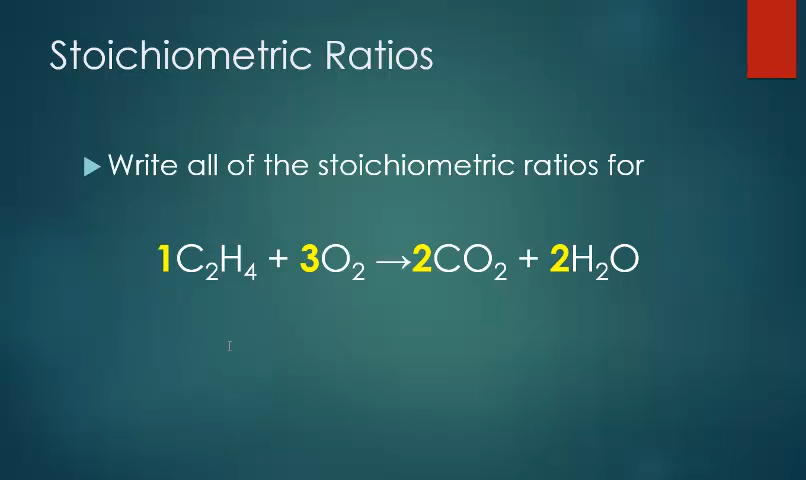 Stoichiometric Ratios
Write all of the stoichiometric ratios for
1C₂H₄ + 3O₂ →2CO₂ + 2H₂O